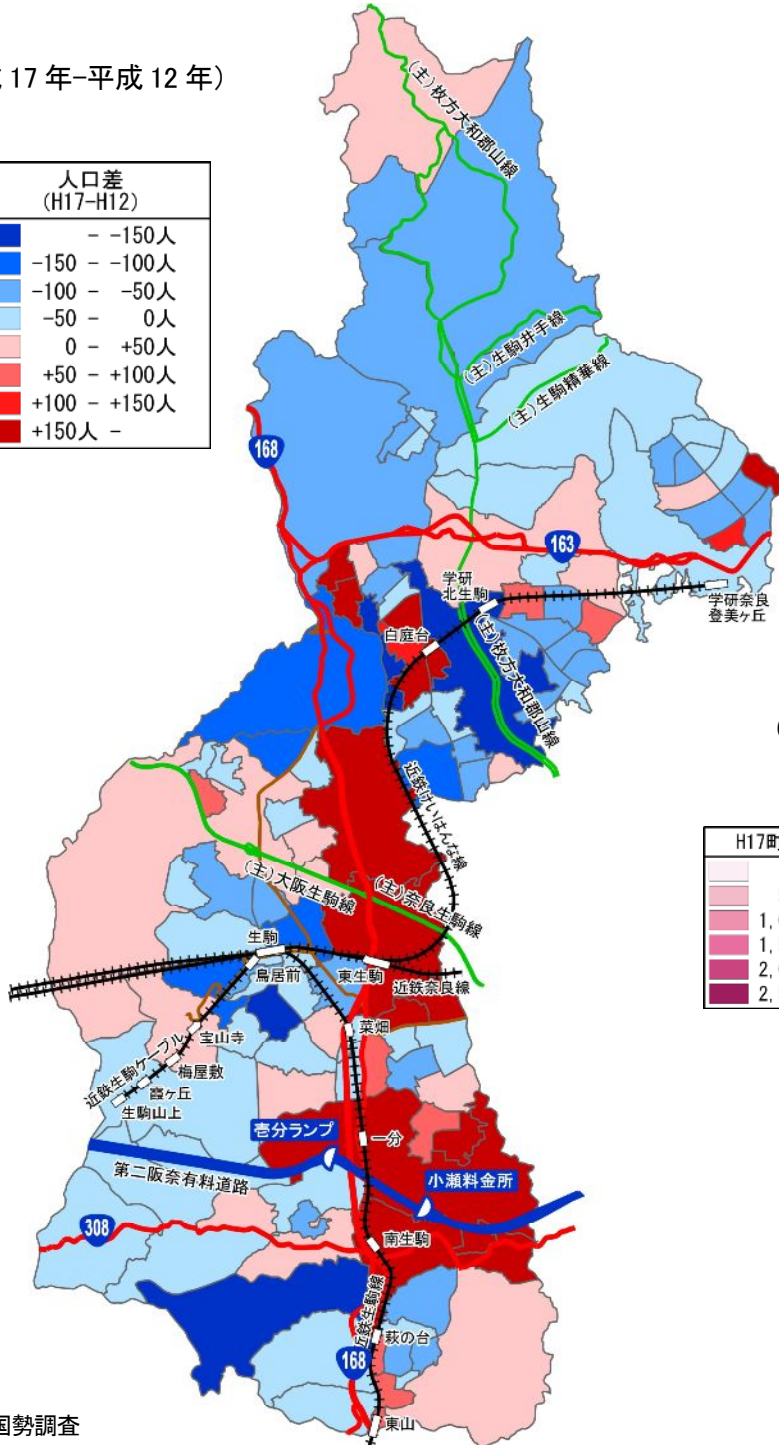 17年-平成12年）
人口差
(H17-H12)
- -150人
-150 - -100人
-100 - -50人
-50 - 0人
0 - +50人
+50 - +100人
+100 - +150人
+150人 -
(主)枚方大和郡山線
(主)生駒井手線
(主)生駒精華線
168
163
学研
北生駒
学研奈良
登美ヶ丘
白庭台
(主)枚方大和郡山線
近鉄けいはんな線
H17町
1,
1,
2,
2,
(主)大阪生駒線
(主)奈良生駒線
生駒
鳥居前
東生駒
近鉄奈良線
菜畑
宝山寺
近鉄生駒ケーブル
梅屋敷
霞ヶ丘
生駒山上
壱分ランプ
一分
第二阪奈有料道路
小瀬料金所
308
南生駒
近鉄生駒線
萩の台
168
東山
国勢調査